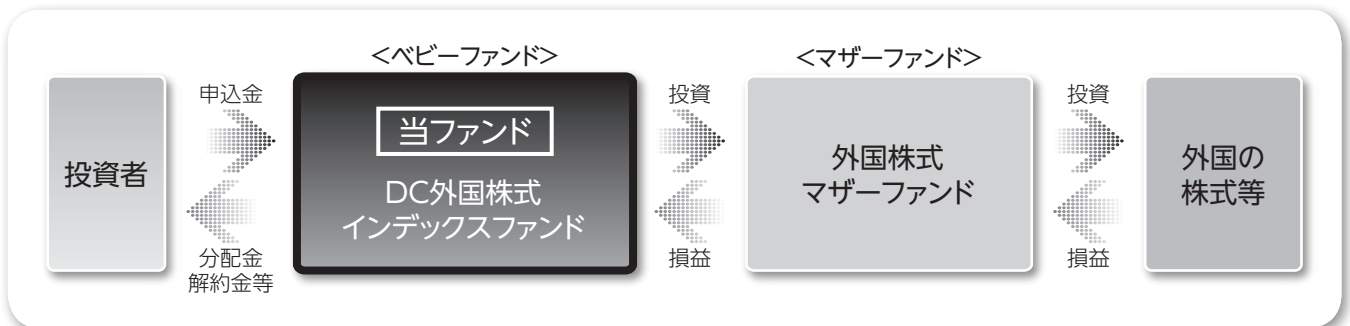 <ベビーファンド>
<マザーファンド>
投資者
申込金
分配金
解約金等
当ファンド
DC外国株式
インデックスファンド
投資
損益
外国株式
マザーファンド
投資
損益
外国の
株式等